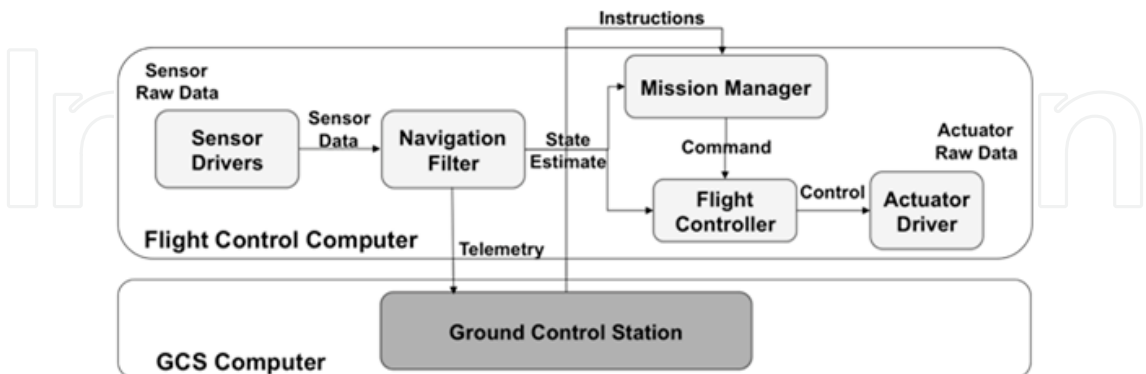 Instructions
Sensor
Raw Data
Mission Manager
Sensor
Drivers
Sensor
Data
Navigation
Filter
State
Estimate
Command
Actuator
Raw Data
Flight
Controller
Control
Actuator
Driver
Flight Control Computer
Telemetry
Ground Control Station
GCS Computer